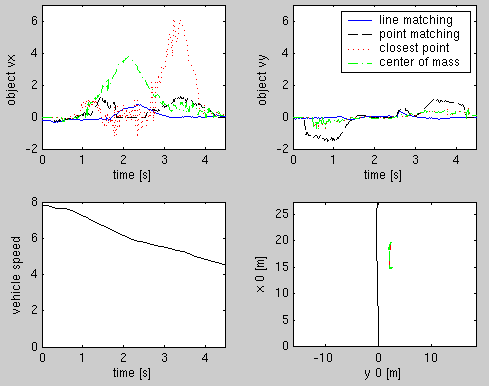 6
4
2
0
-2
object vx
0 1 2 3 4
time [s]
6
4
2
0
-2
object vy
line matching
point matching
closest point
center of mass
0 1 2 3 4
time [s]
8
6
4
2
0
vehicle speed
0 1 2 3 4
time [s]
25
20
15
10
5
0
x 0 [m]
-10 0 10
y 0 [m]